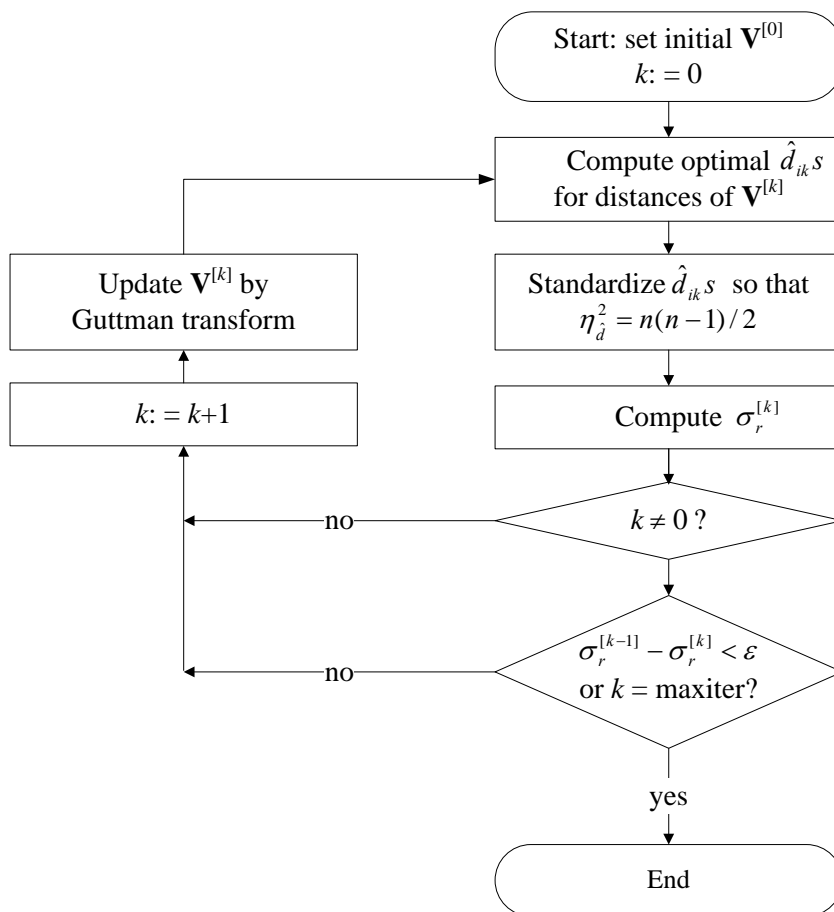 Start: set initial V^[0]
k: = 0
Compute optimal d̂_ik s
for distances of V^[k]
Update V^[k] by
Guttman transform
Standardize d̂_ik s so that
η²_d̂ = n(n−1)/2
k: = k+1
Compute σ_r^[k]
no
k ≠ 0 ?
σ_r^[k−1] − σ_r^[k] < ε
no
or k = maxiter?
yes
End